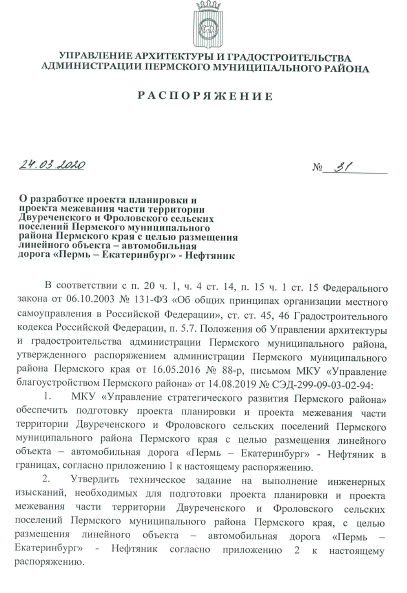 УПРАВЛЕНИЕ АРХИТЕКТУРЫ И ГРАДОСТРОИТЕЛЬСТВА
АДМИНИСТРАЦИИ ПЕРМСКОГО МУНИЦИПАЛЬНОГО РАЙОНА
РАСПОРЯЖЕНИЕ
24.03.2020 № 31
О разработке проекта планировки и
проекта межевания части территории
Двуреченского и Фроловского сельских
поселений Пермского муниципального
района Пермского края с целью размещения
линейного объекта – автомобильная
дорога «Пермь – Екатеринбург» - Нефтяник
В соответствии с п. 20 ч. 1, ч. 4 ст. 14, п. 15 ч. 1 ст. 15 Федерального
закона от 06.10.2003 № 131-ФЗ «Об общих принципах организации местного
самоуправления в Российской Федерации», ст. ст. 45, 46 Градостроительного
кодекса Российской Федерации, п. 5.7. Положения об Управлении архитектуры
и градостроительства администрации Пермского муниципального района,
утвержденного распоряжением администрации Пермского муниципального
района Пермского края от 16.05.2016 № 88-р, письмом МКУ «Управление
благоустройством Пермского района» от 14.08.2019 № СЭД-299-09-03-02-94:
1. МКУ «Управление стратегического развития Пермского района»
обеспечить подготовку проекта планировки и проекта межевания части
территории Двуреченского и Фроловского сельских поселений Пермского
муниципального района Пермского края с целью размещения линейного
объекта – автомобильная дорога «Пермь – Екатеринбург» - Нефтяник в
границах, согласно приложению 1 к настоящему распоряжению.
2. Утвердить техническое задание на выполнение инженерных
изысканий, необходимых для подготовки проекта планировки и проекта
межевания части территории Двуреченского и Фроловского сельских
поселений Пермского муниципального района Пермского края, с целью
размещения линейного объекта – автомобильная дорога «Пермь –
Екатеринбург» - Нефтяник согласно приложению 2 к настоящему
распоряжению.